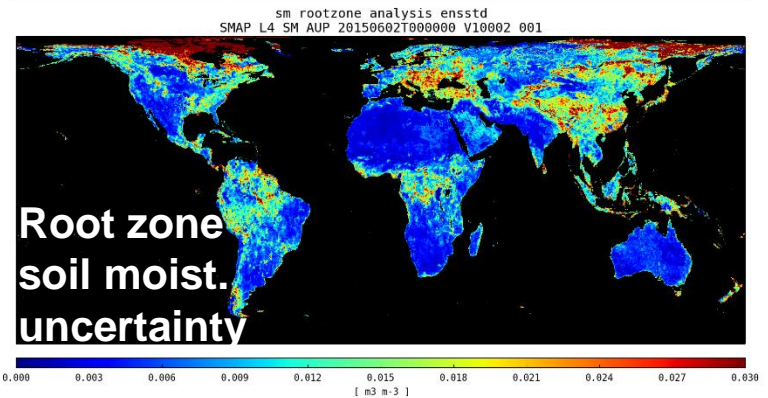 sm rootzone analysis ensstd
SMAP L4 SM AUP 20150602T000000 V10002 001
Root zone
soil moist.
uncertainty
0.000 0.003 0.006 0.009 0.012 0.015 0.018 0.021 0.024 0.027 0.030
[ m3 m-3 ]